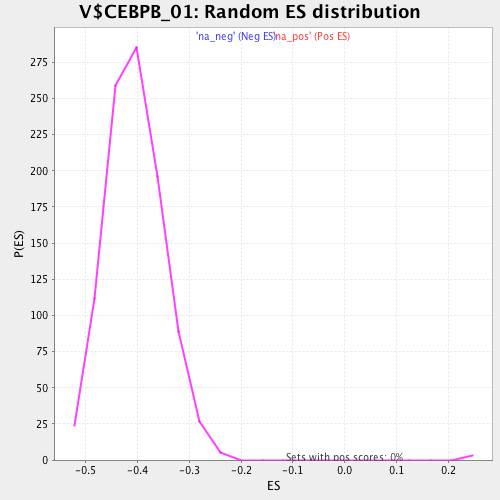 V$CEBPB_01: Random ES distribution
'na_neg' (Neg ES)
'na_pos' (Pos ES)
275
250
225
200
175
150
125
100
75
50
25
0
P(ES)
Sets with pos scores: 0%
-0.5 -0.4 -0.3 -0.2 -0.1 0.0 0.1 0.2
ES